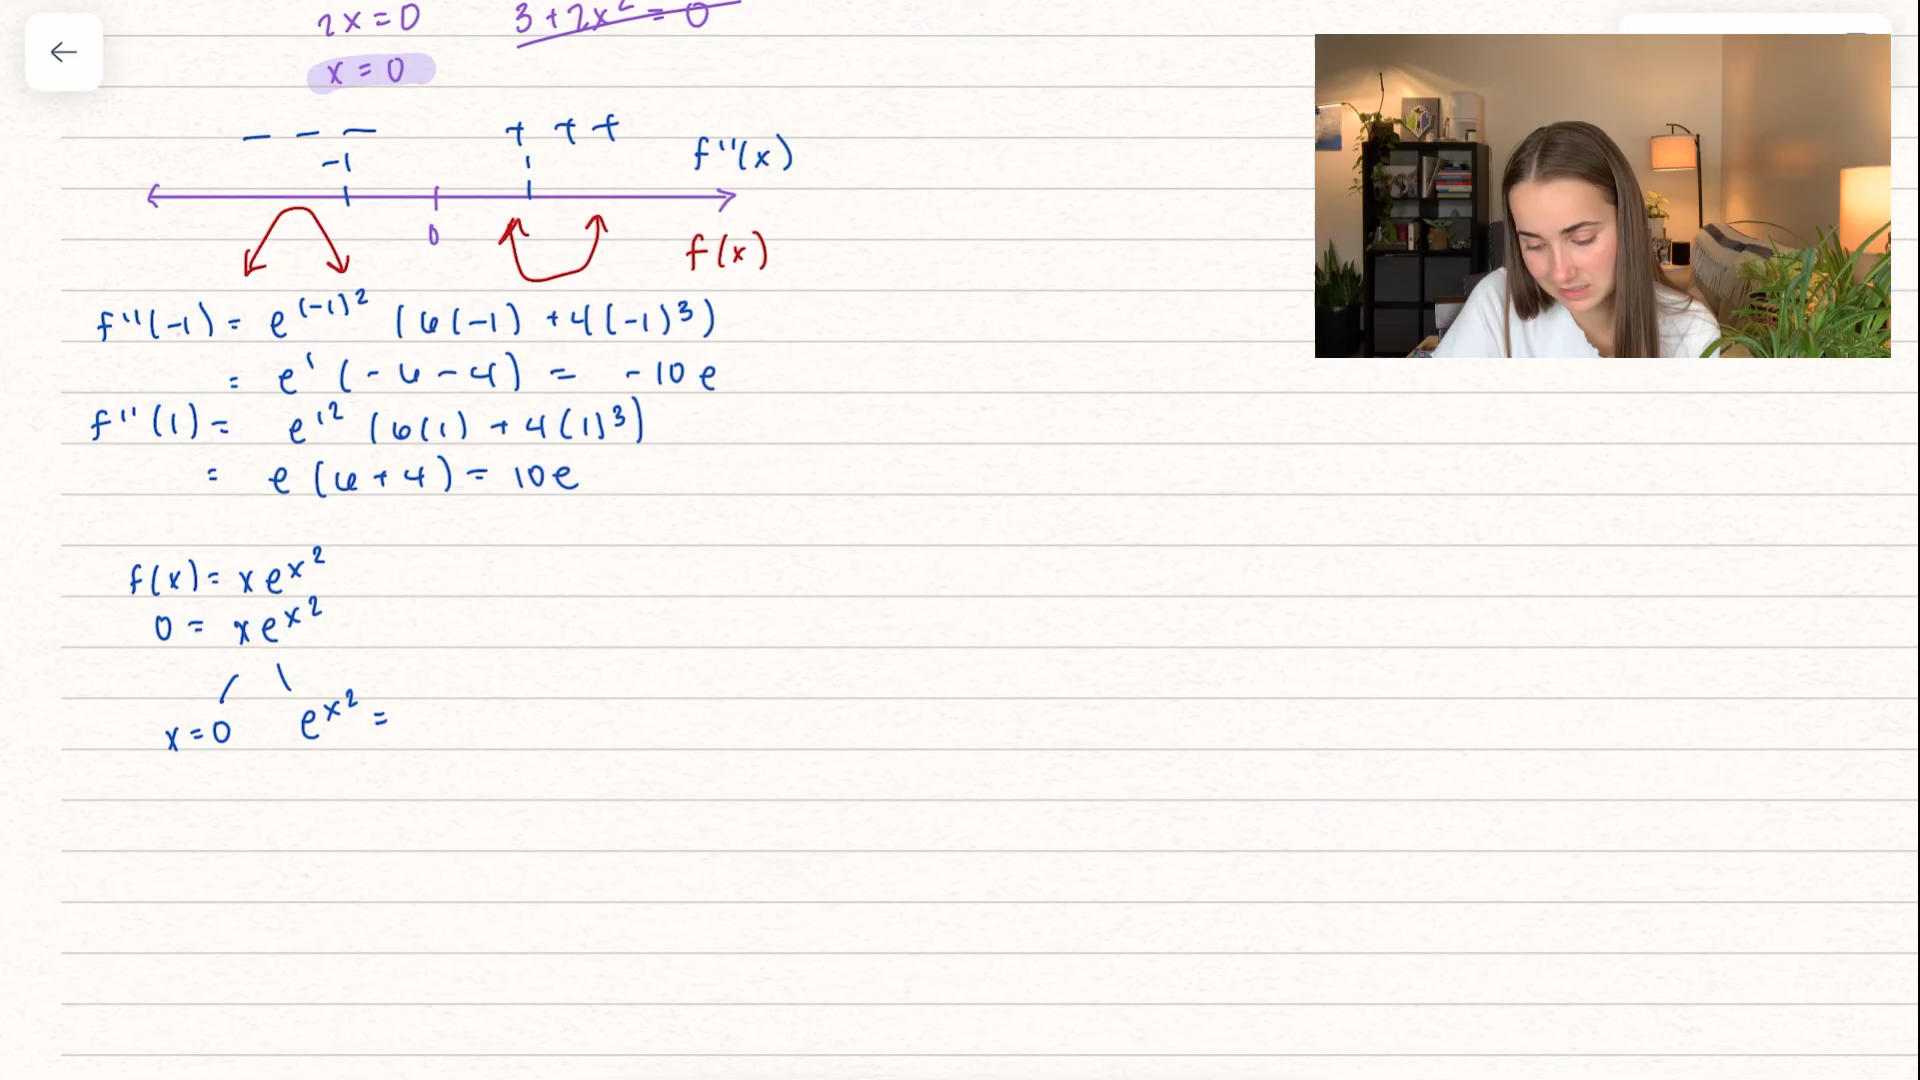 2x = 0 3 + 2x² = 0
x = 0
— — — + + + f''(x)
-1 1
0 f(x)
f''(-1) = e^(-1)² (6(-1) + 4(-1)³)
= e¹ (-6 - 4) = -10e
f''(1) = e^1² (6(1) + 4(1)³)
= e (6 + 4) = 10e
f(x) = xe^x²
0 = xe^x²
x = 0 e^x² =